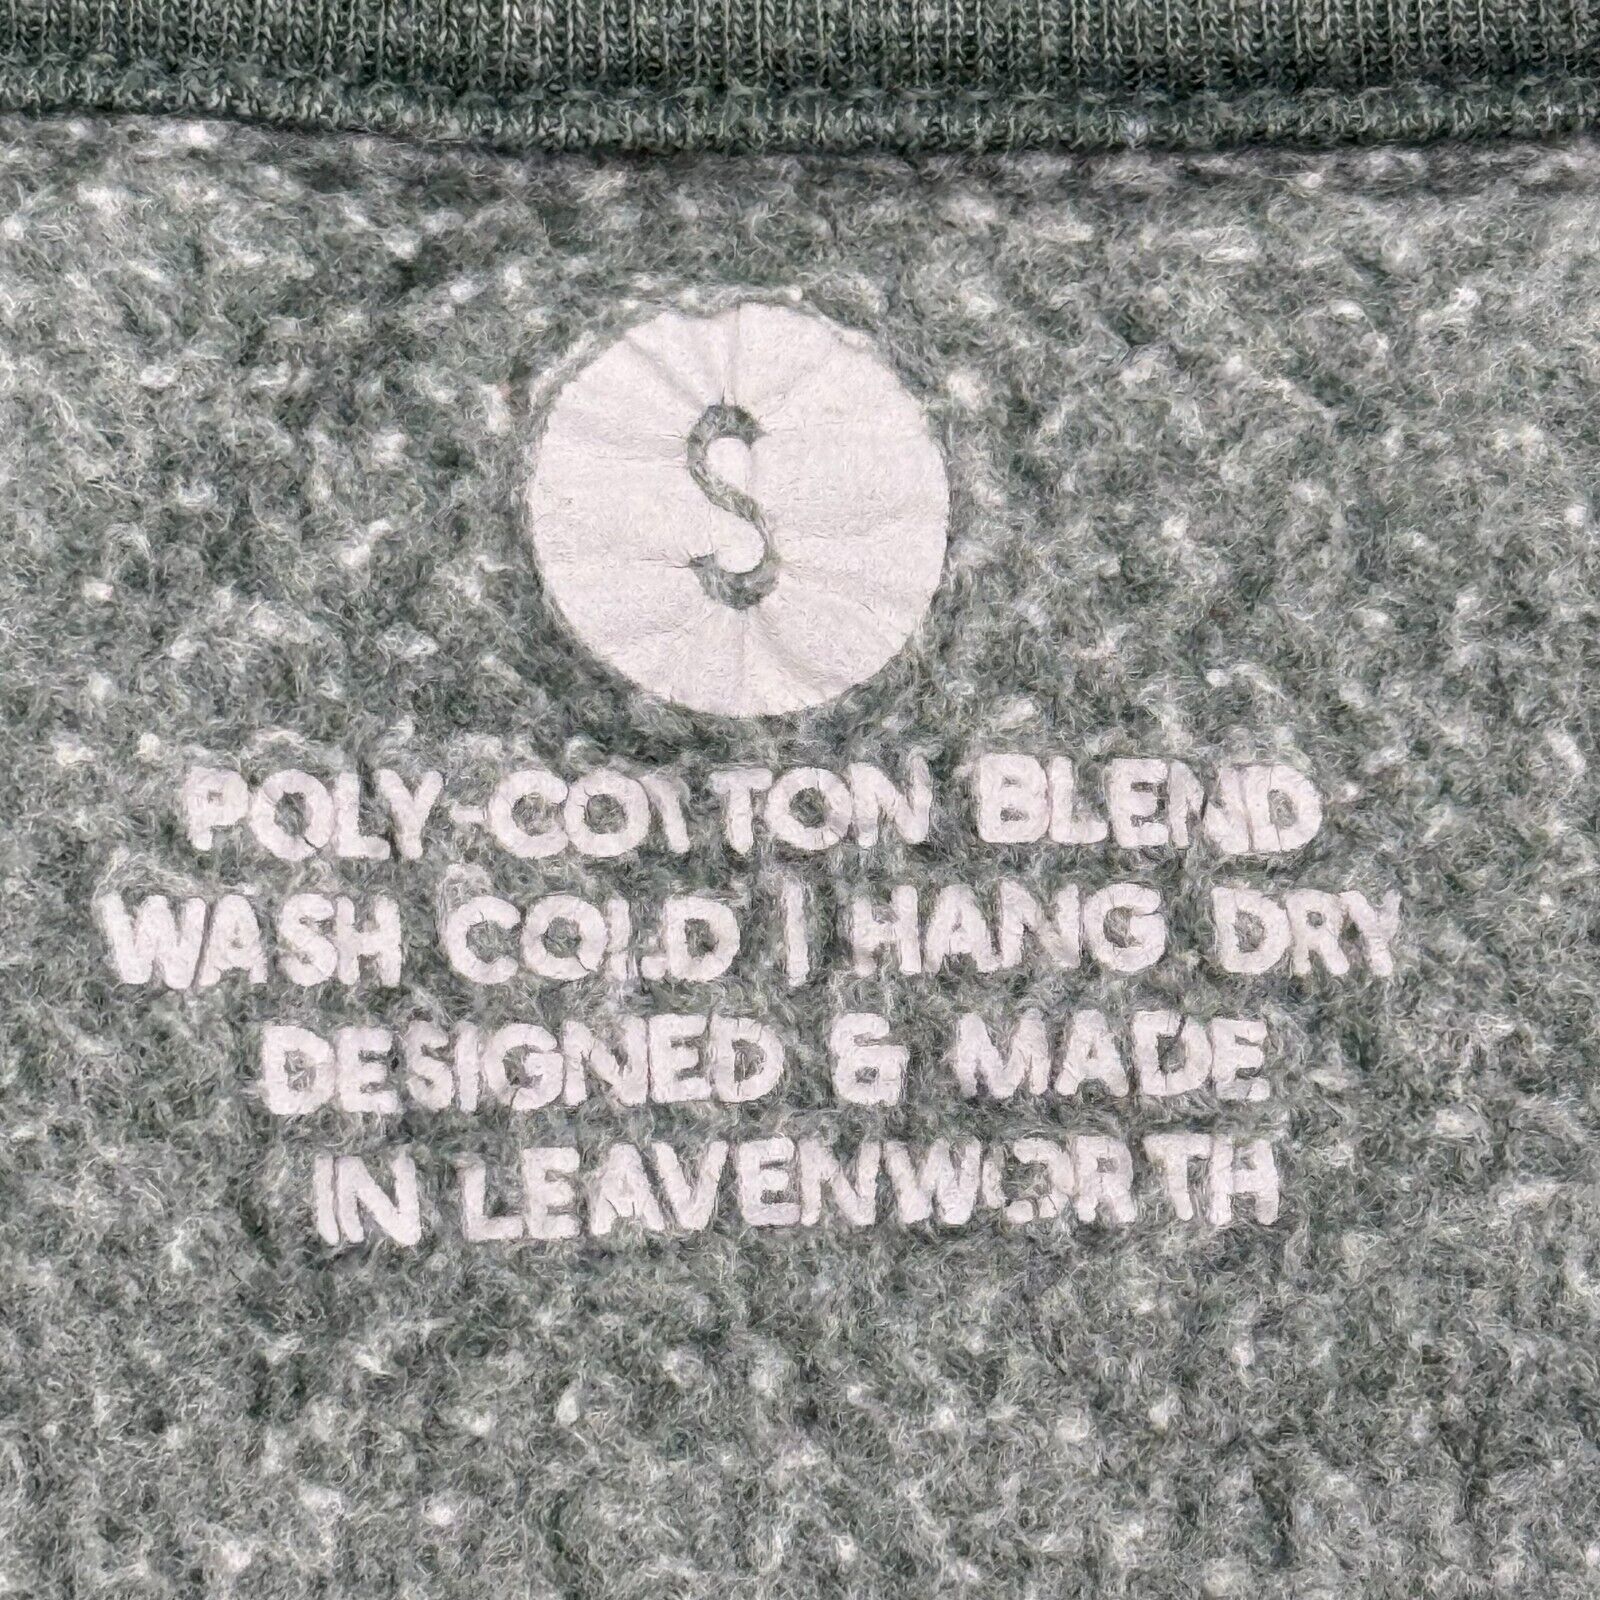 S
POLY-COTTON BLEND
WASH COLD | HANG DRY
DESIGNED & MADE
IN LEAVENWORTH